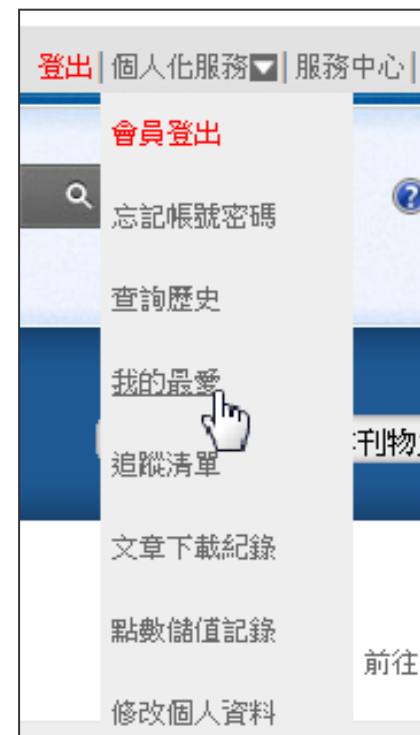 登出|個人化服務▼|服務中心|
會員登出
忘記帳號密碼
查詢歷史
我的最愛
刊物
追蹤清單
文章下載紀錄
點數儲值記錄
前往
修改個人資料